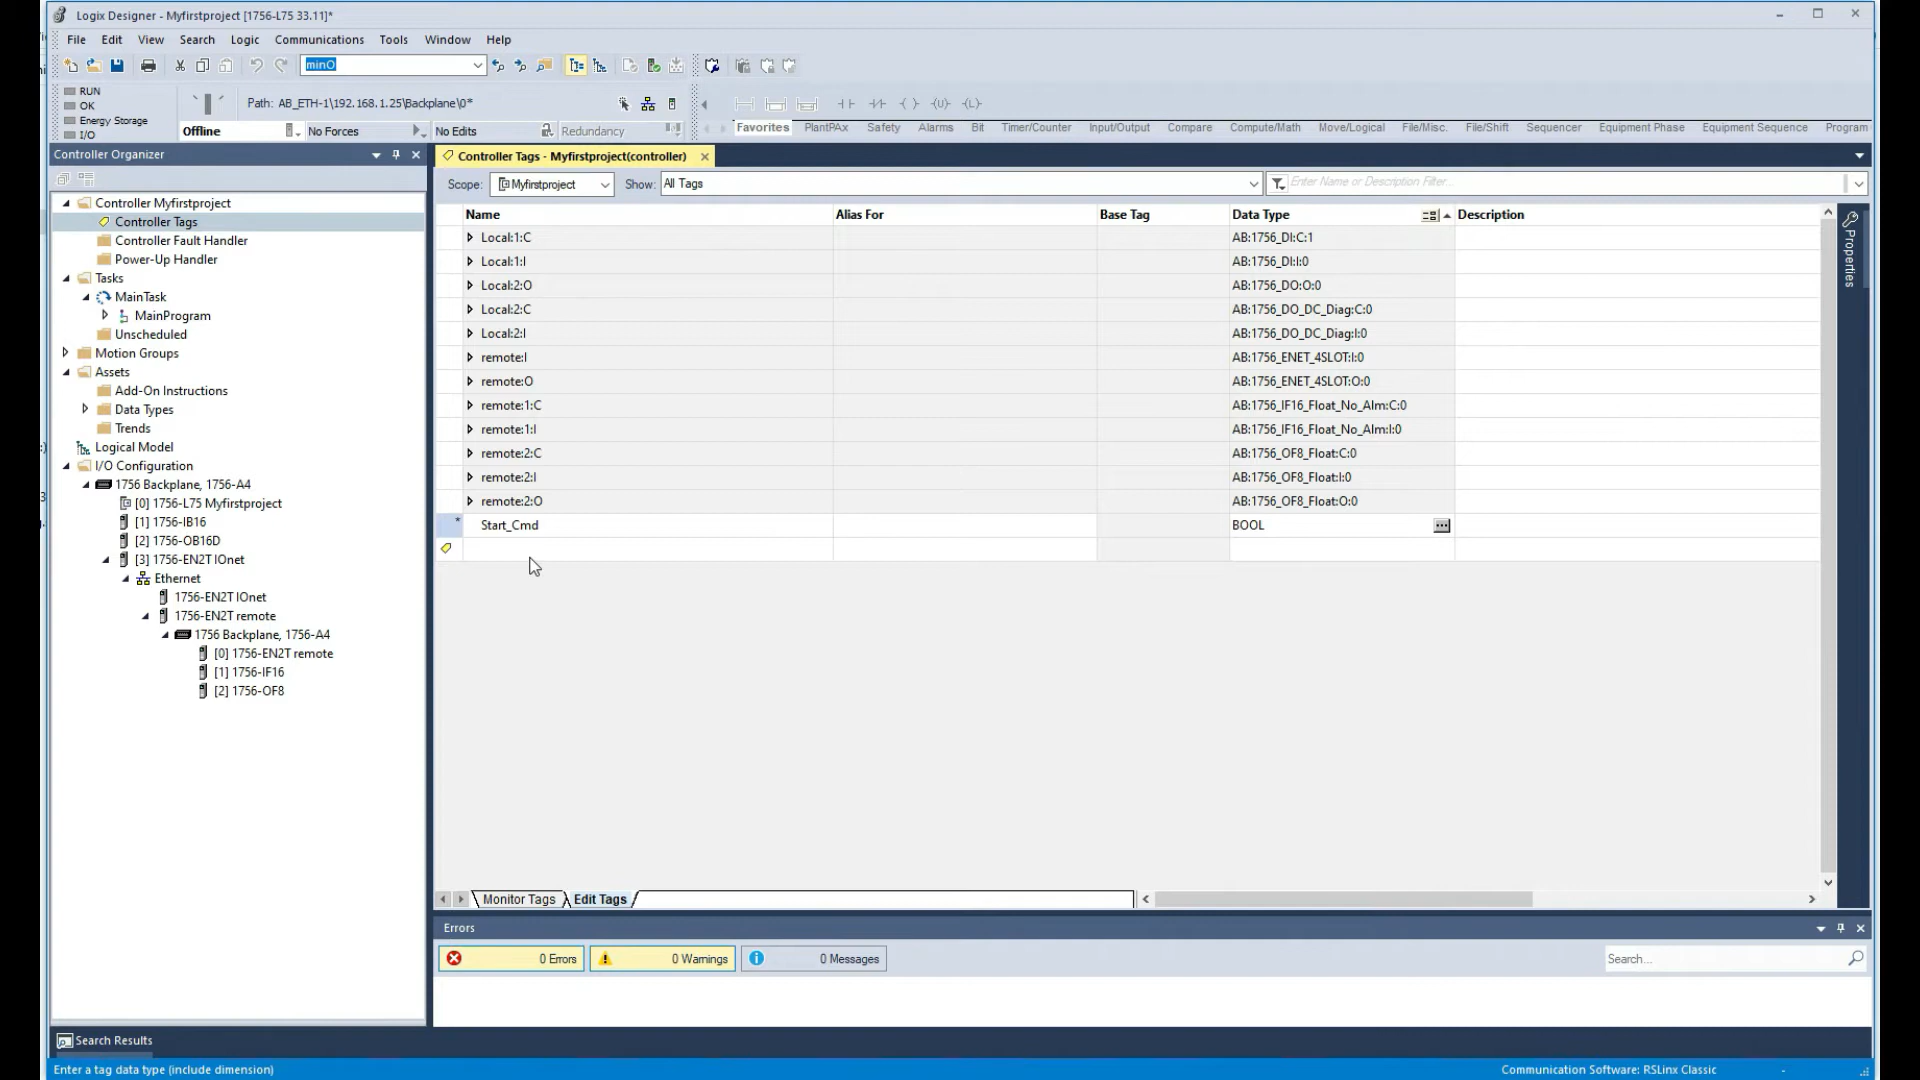 Logix Designer - Myfirstproject [1756-L75 33.11]*
File Edit View Search Logic Communications Tools Window Help
minO
RUN
OK
Energy Storage
I/O
Path: AB_ETH-1\192.168.1.25\Backplane\0*
Offline No Forces No Edits Redundancy
Favorites PlantPAx Safety Alarms Bit Timer/Counter Input/Output Compare Compute/Math Move/Logical File/Misc. File/Shift Sequencer Equipment Phase Equipment Sequence Program
Controller Organizer
Controller Myfirstproject
Controller Tags
Controller Fault Handler
Power-Up Handler
Tasks
MainTask
MainProgram
Unscheduled
Motion Groups
Assets
Add-On Instructions
Data Types
Trends
Logical Model
I/O Configuration
1756 Backplane, 1756-A4
[0] 1756-L75 Myfirstproject
[1] 1756-IB16
[2] 1756-OB16D
[3] 1756-EN2T IOnet
Ethernet
1756-EN2T IOnet
1756-EN2T remote
1756 Backplane, 1756-A4
[0] 1756-EN2T remote
[1] 1756-IF16
[2] 1756-OF8
Controller Tags - Myfirstproject(controller)
Scope: Myfirstproject Show: All Tags Enter Name or Description Filter...
Name Alias For Base Tag Data Type Description
Local:1:C AB:1756_DI:C:1
Local:1:I AB:1756_DI:I:0
Local:2:O AB:1756_DO:O:0
Local:2:C AB:1756_DO_DC_Diag:C:0
Local:2:I AB:1756_DO_DC_Diag:I:0
remote:I AB:1756_ENET_4SLOT:I:0
remote:O AB:1756_ENET_4SLOT:O:0
remote:1:C AB:1756_IF16_Float_No_Alm:C:0
remote:1:I AB:1756_IF16_Float_No_Alm:I:0
remote:2:C AB:1756_OF8_Float:C:0
remote:2:I AB:1756_OF8_Float:I:0
remote:2:O AB:1756_OF8_Float:O:0
* Start_Cmd BOOL ...
Properties
Monitor Tags Edit Tags
Errors
0 Errors 0 Warnings 0 Messages Search...
Search Results
Enter a tag data type (include dimension) Communication Software: RSLinx Classic -